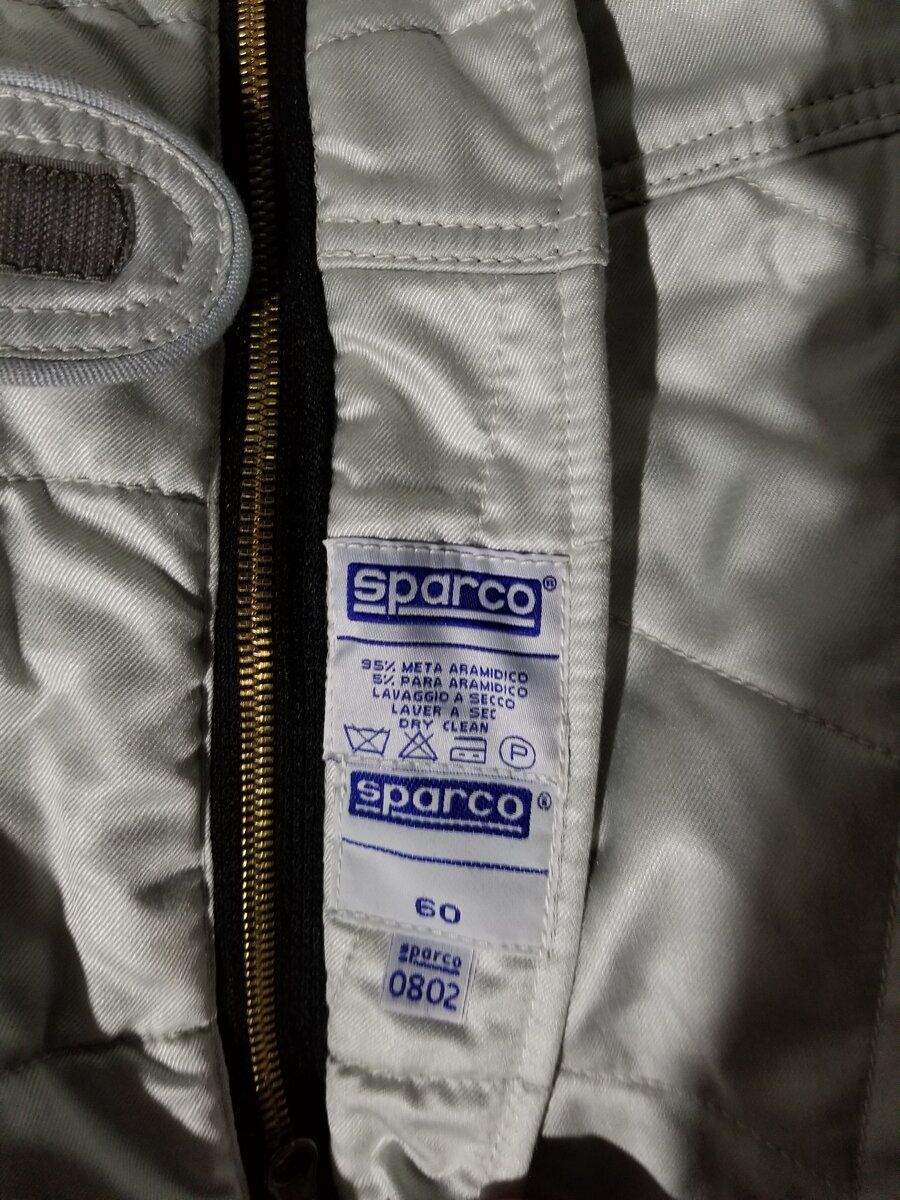 sparco®
95% META ARAMIDICO
5% PARA ARAMIDICO
LAVAGGIO A SECCO
LAVER A SEC
DRY CLEAN
P
sparco®
60
sparco
0802